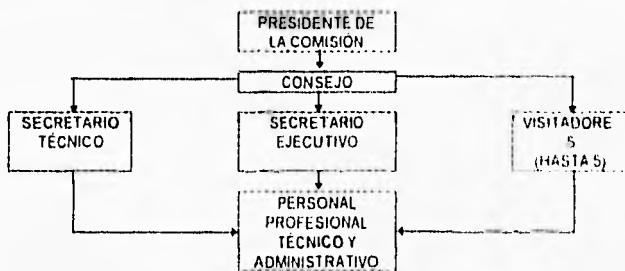 PRESIDENTE DE
LA COMISIÓN
CONSEJO
SECRETARIO
TÉCNICO
SECRETARIO
EJECUTIVO
VISITADORE
S
(HASTA 5)
PERSONAL
PROFESIONAL
TÉCNICO Y
ADMINISTRATIVO